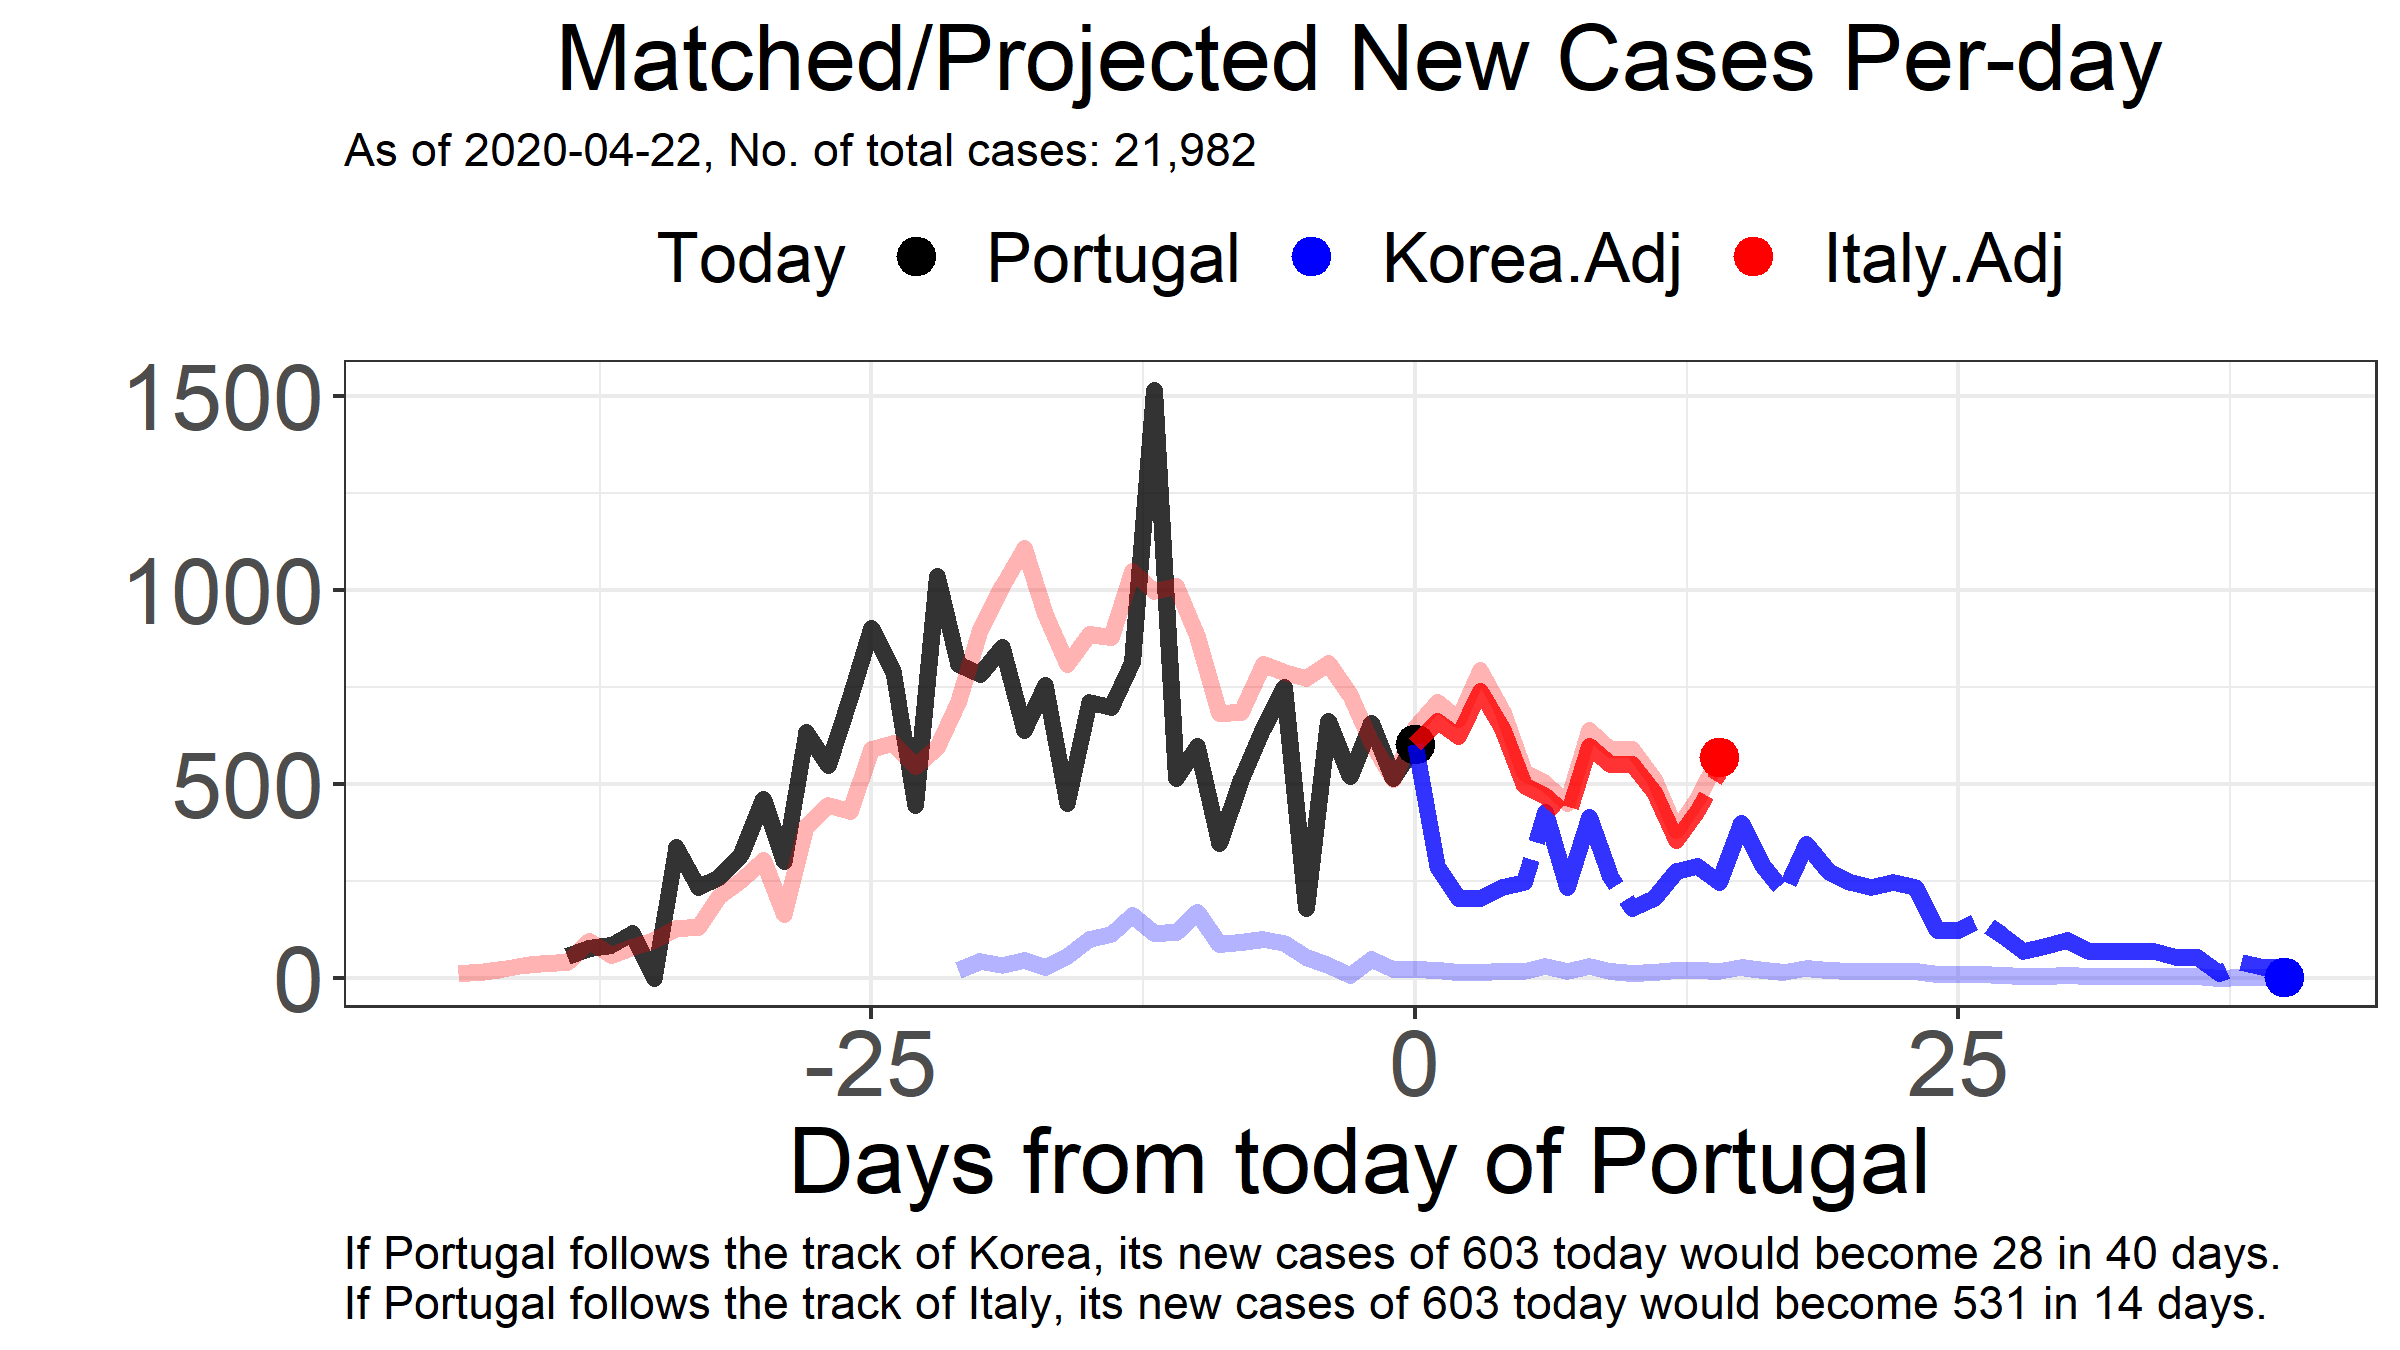 Matched/Projected New Cases Per-day
As of 2020-04-22, No. of total cases: 21,982
Today Portugal Korea.Adj Italy.Adj
1500
1000
500
0
-25 0 25
Days from today of Portugal
If Portugal follows the track of Korea, its new cases of 603 today would become 28 in 40 days.
If Portugal follows the track of Italy, its new cases of 603 today would become 531 in 14 days.